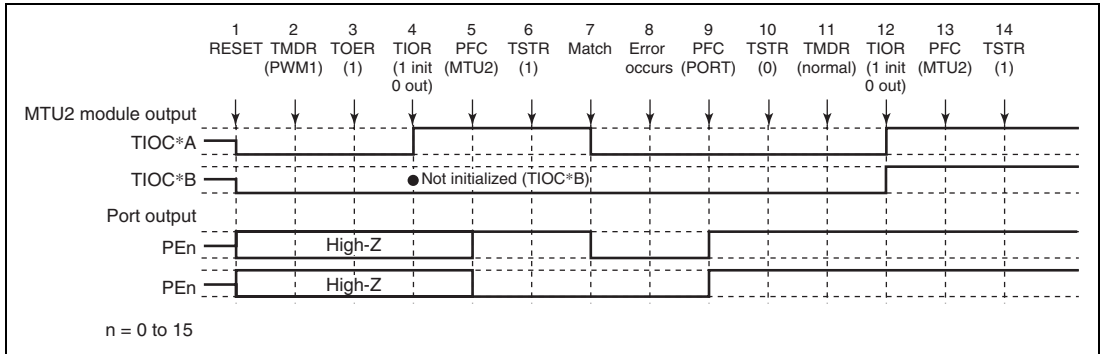 1 2 3 4 5 6 7 8 9 10 11 12 13 14
RESET TMDR TOER TIOR PFC TSTR Match Error PFC TSTR TMDR TIOR PFC TSTR
(PWM1) (1) (1 init (MTU2) (1) occurs (PORT) (0) (normal) (1 init (MTU2) (1)
0 out) 0 out)
MTU2 module output
TIOC*A
TIOC*B ● Not initialized (TIOC*B)
Port output
PEn High-Z
PEn High-Z
n = 0 to 15